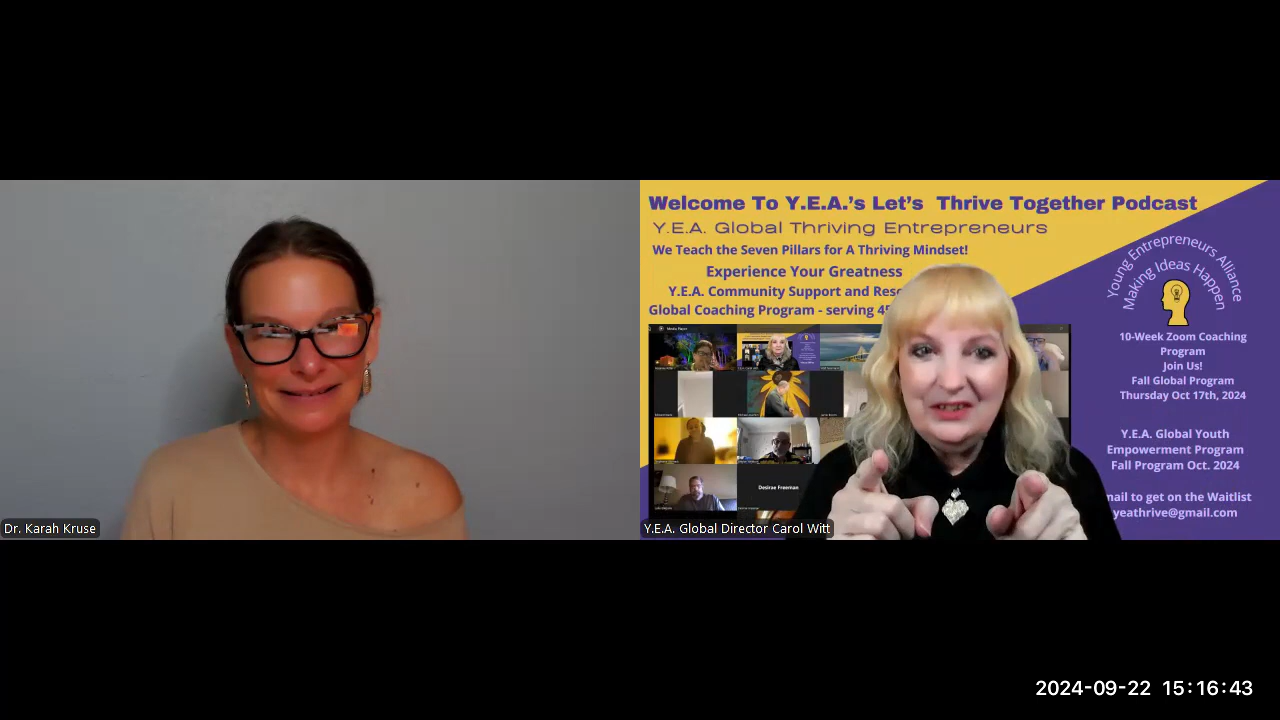 Welcome To Y.E.A.'s Let's Thrive Together Podcast
Y.E.A. Global Thriving Entrepreneurs
We Teach the Seven Pillars for A Thriving Mindset!
Experience Your Greatness
Y.E.A. Community Support and
Global Coaching Program - serving
Young Entrepreneurs Alliance
Making Ideas Happen
10-Week Zoom Coaching
Program
Join Us!
Fall Global Program
Thursday Oct 17th, 2024
Y.E.A. Global Youth
Empowerment Program
Fall Program Oct. 2024
to get on the Waitlist
yeathrive@gmail.com
Media Player
Desirae Freeman
Dr. Karah Kruse
Y.E.A. Global Director Carol Witt
2024-09-22 15:16:43